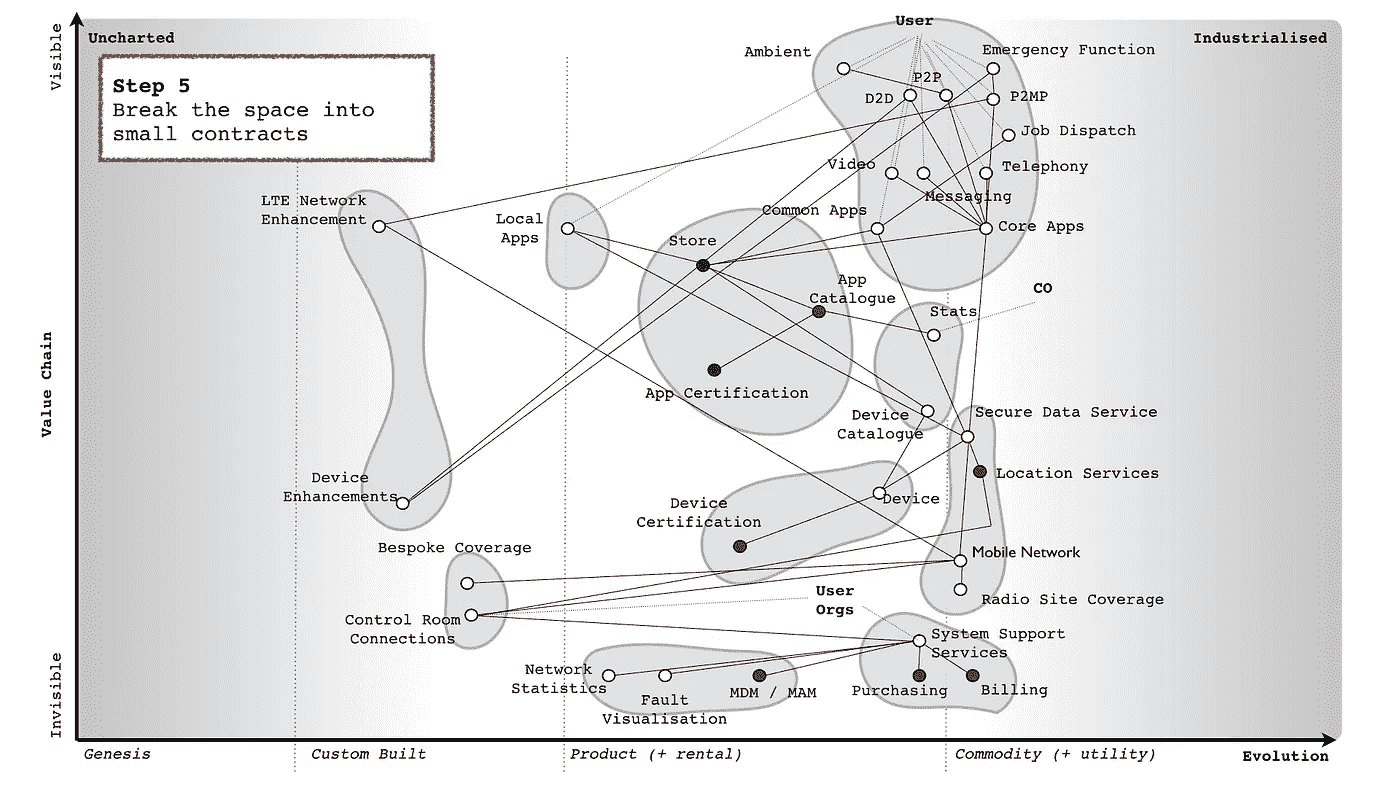 Visible
Uncharted
Industrialised
Step 5
Break the space into
small contracts
User
Ambient
Emergency Function
P2P
D2D
P2MP
Job Dispatch
Video
Telephony
Messaging
LTE Network
Enhancement
Local
Apps
Common Apps
Core Apps
Store
App
Catalogue
CO
Stats
App Certification
Value Chain
Device
Catalogue
Secure Data Service
Location Services
Device
Enhancements
Device
Device
Certification
Bespoke Coverage
Mobile Network
User
Orgs
Radio Site Coverage
Control Room
Connections
System Support
Services
Network
Statistics
Fault
Visualisation
MDM / MAM
Purchasing
Billing
Invisible
Genesis
Custom Built
Product (+ rental)
Commodity (+ utility)
Evolution